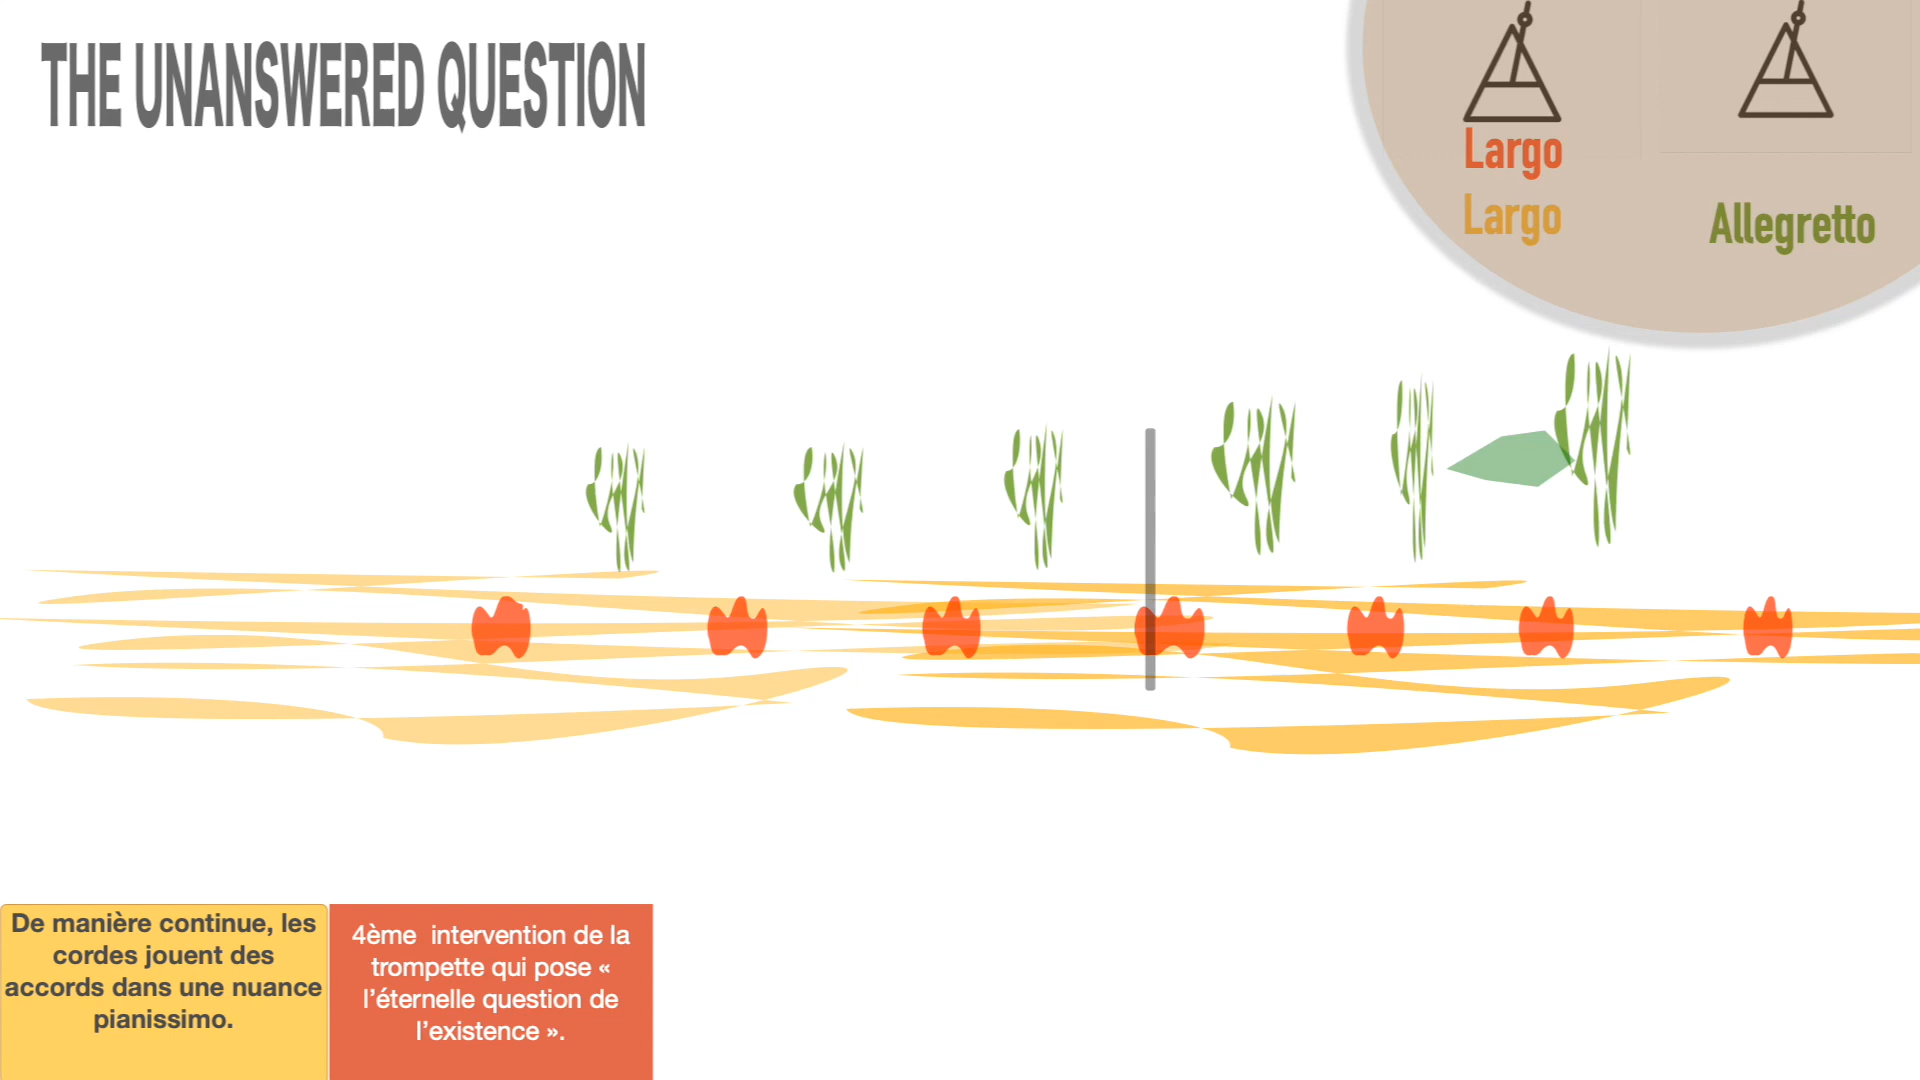 THE UNANSWERED QUESTION
Largo
Largo
Allegretto
De manière continue, les
cordes jouent des
accords dans une nuance
pianissimo.
4ème  intervention de la
trompette qui pose «
l’éternelle question de
l’existence ».